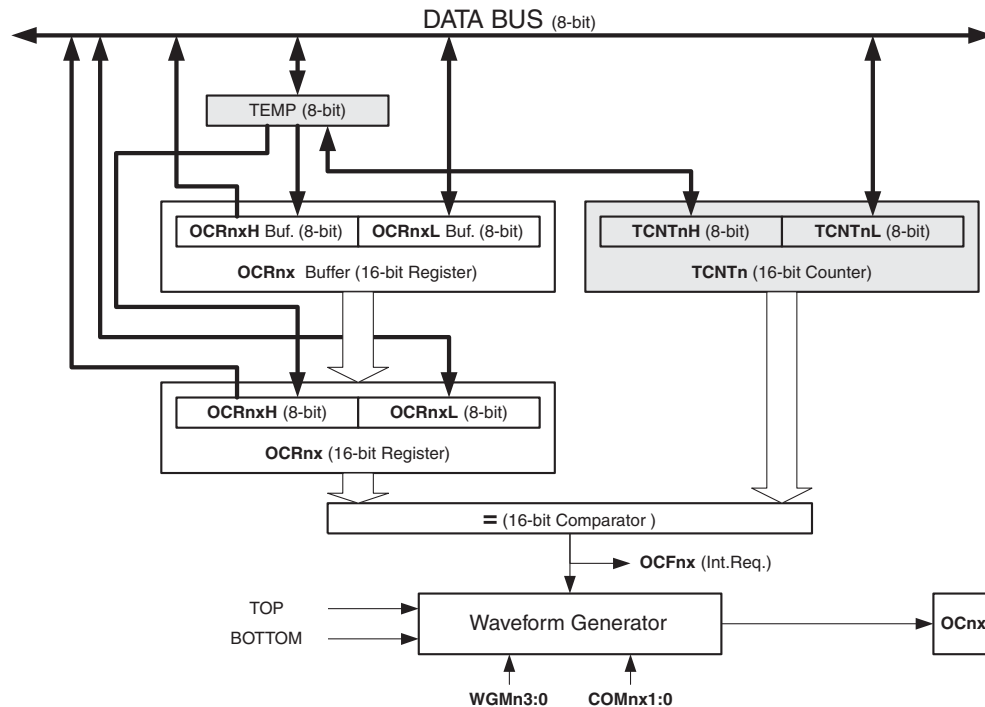 DATA BUS (8-bit)
TEMP (8-bit)
OCRnxH Buf. (8-bit)
OCRnxL Buf. (8-bit)
OCRnx Buffer (16-bit Register)
TCNTnH (8-bit)
TCNTnL (8-bit)
TCNTn (16-bit Counter)
OCRnxH (8-bit)
OCRnxL (8-bit)
OCRnx (16-bit Register)
= (16-bit Comparator )
OCFnx (Int.Req.)
TOP
BOTTOM
Waveform Generator
OCnx
WGMn3:0
COMnx1:0